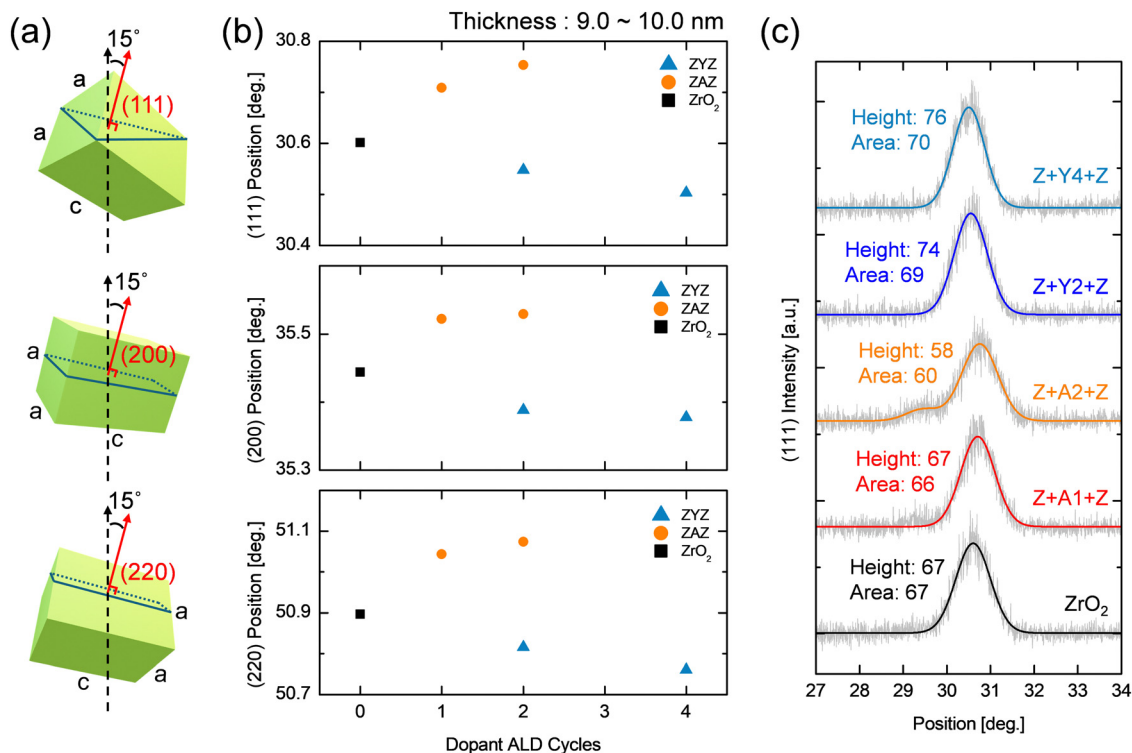 (a)
15°
a
(111)
a
c
15°
(200)
a
a
c
15°
(220)
a
a
c
(b)
Thickness : 9.0 ~ 10.0 nm
(111) Position [deg.]
30.8
30.6
30.4
ZYZ
ZAZ
ZrO₂
(200) Position [deg.]
35.5
35.3
ZYZ
ZAZ
ZrO₂
(220) Position [deg.]
51.1
50.9
50.7
ZYZ
ZAZ
ZrO₂
0 1 2 3 4
Dopant ALD Cycles
(c)
(111) Intensity [a.u.]
Height: 76
Area: 70
Z+Y4+Z
Height: 74
Area: 69
Z+Y2+Z
Height: 58
Area: 60
Z+A2+Z
Height: 67
Area: 66
Z+A1+Z
Height: 67
Area: 67
ZrO₂
27 28 29 30 31 32 33 34
Position [deg.]